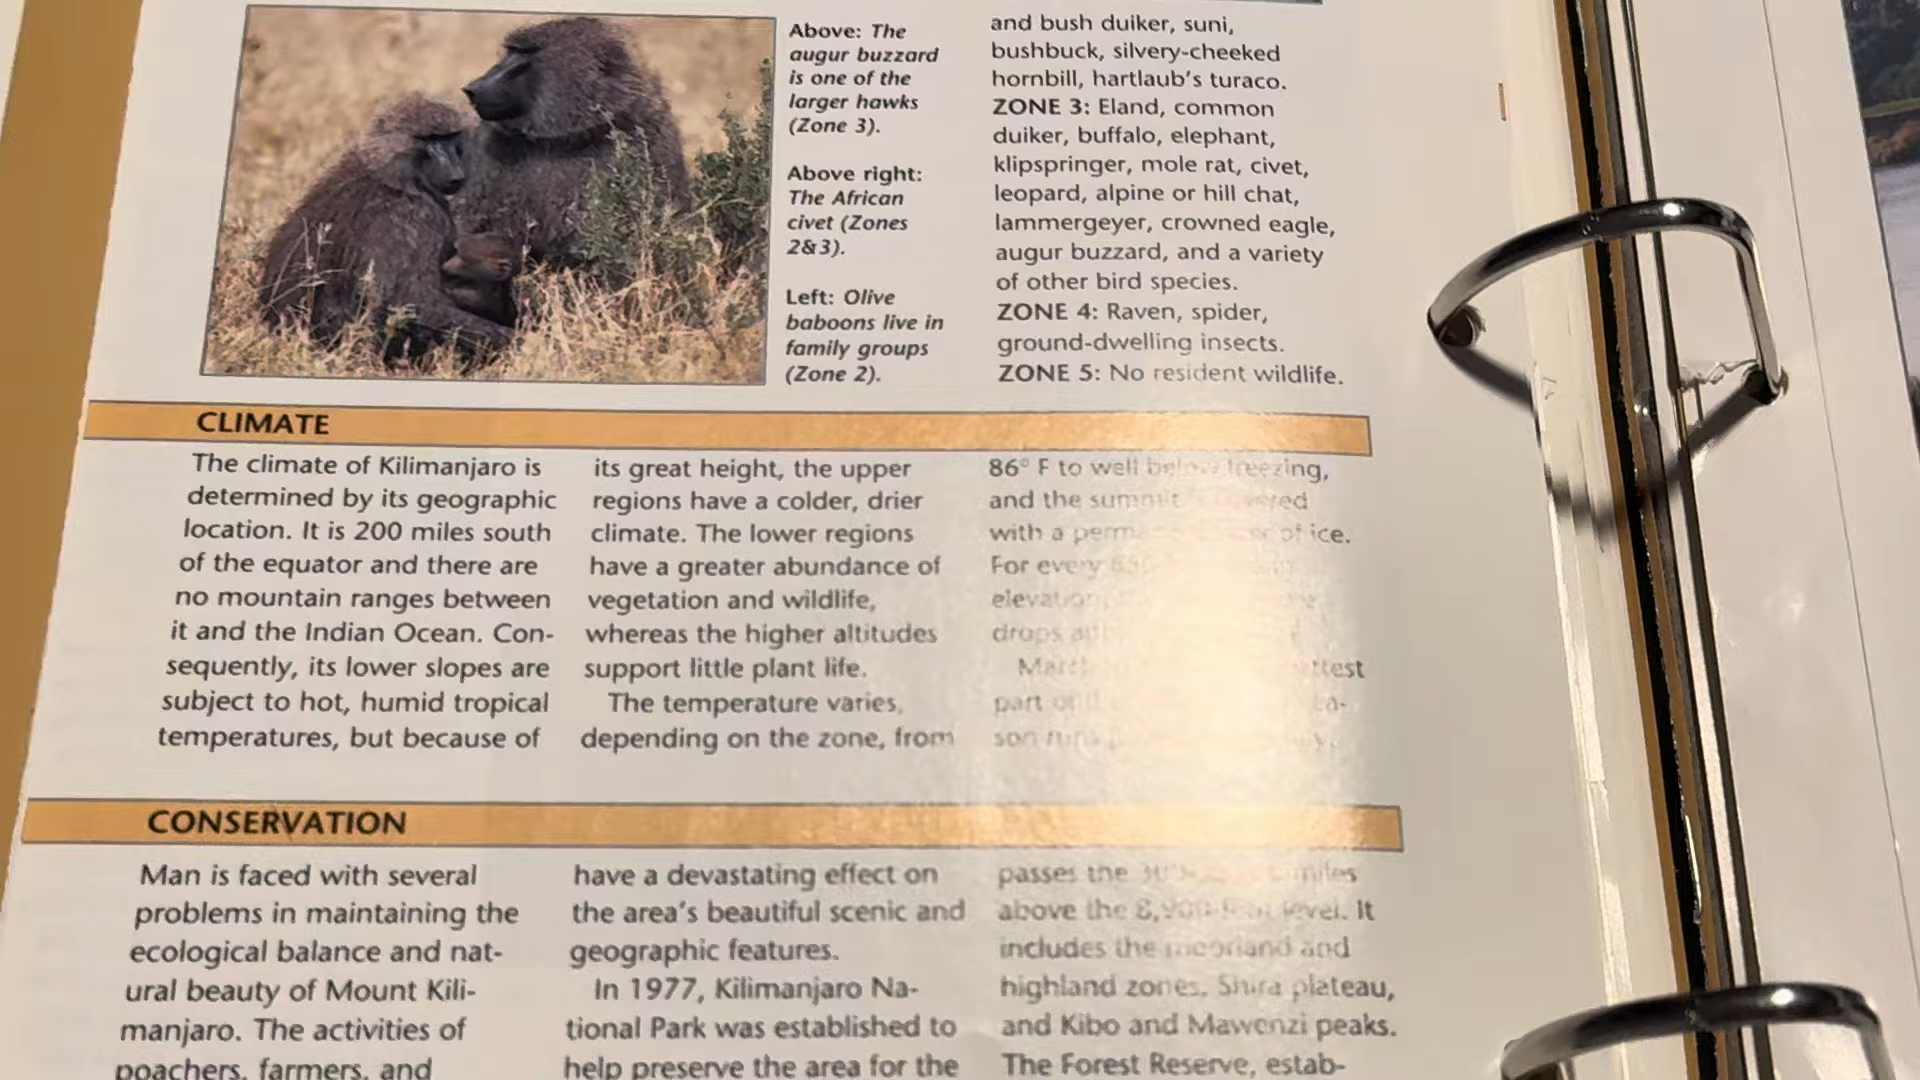 Above: The
augur buzzard
is one of the
larger hawks
(Zone 3).
Above right:
The African
civet (Zones
2&3).
Left: Olive
baboons live in
family groups
(Zone 2).
and bush duiker, suni,
bushbuck, silvery-cheeked
hornbill, hartlaub's turaco.
ZONE 3: Eland, common
duiker, buffalo, elephant,
klipspringer, mole rat, civet,
leopard, alpine or hill chat,
lammergeyer, crowned eagle,
augur buzzard, and a variety
of other bird species.
ZONE 4: Raven, spider,
ground-dwelling insects.
ZONE 5: No resident wildlife.
CLIMATE
The climate of Kilimanjaro is
determined by its geographic
location. It is 200 miles south
of the equator and there are
no mountain ranges between
it and the Indian Ocean. Con-
sequently, its lower slopes are
subject to hot, humid tropical
temperatures, but because of
its great height, the upper
regions have a colder, drier
climate. The lower regions
have a greater abundance of
vegetation and wildlife,
whereas the higher altitudes
support little plant life.
The temperature varies,
depending on the zone, from
86° F to well below freezing,
and the summit
with a of ice.
For every
elevation,
drops
part
son runs
CONSERVATION
Man is faced with several
problems in maintaining the
ecological balance and nat-
ural beauty of Mount Kili-
manjaro. The activities of
poachers, farmers, and
have a devastating effect on
the area's beautiful scenic and
geographic features.
In 1977, Kilimanjaro Na-
tional Park was established to
help preserve the area for the
passes the miles
above the level. It
includes the moorland and
highland zones, Shira plateau,
and Kibo and Mawenzi peaks.
The Forest Reserve, estab-